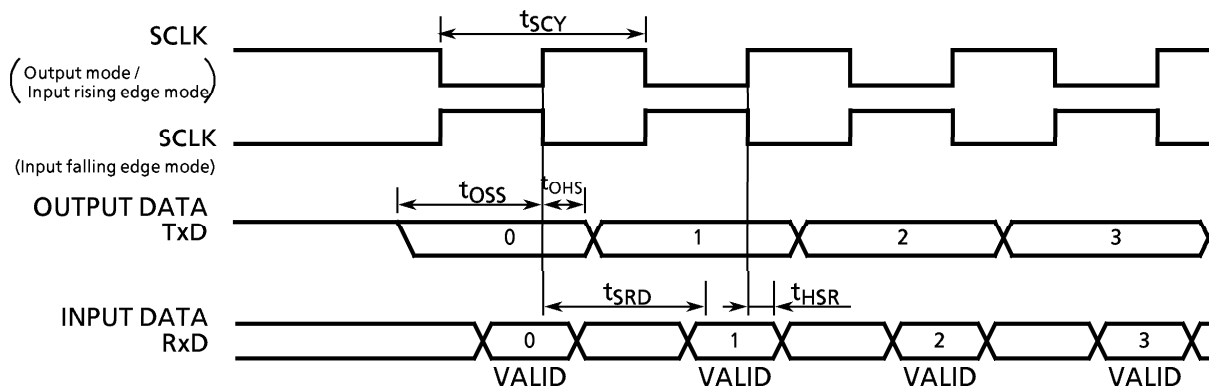 tSCY
SCLK
(Output mode /
Input rising edge mode)
SCLK
(Input falling edge mode)
tOSS
tOHS
OUTPUT DATA
TxD
0
1
2
3
tSRD
tHSR
INPUT DATA
RxD
0
1
2
3
VALID
VALID
VALID
VALID